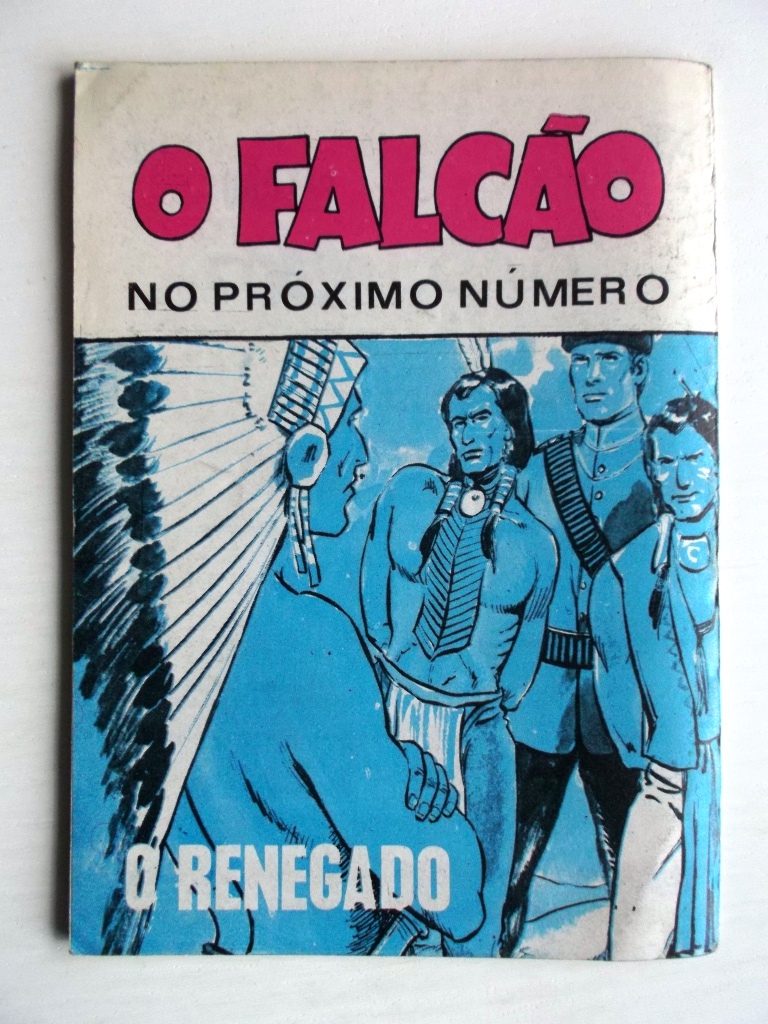 O FALCÃO
NO PRÓXIMO NÚMERO
O RENEGADO